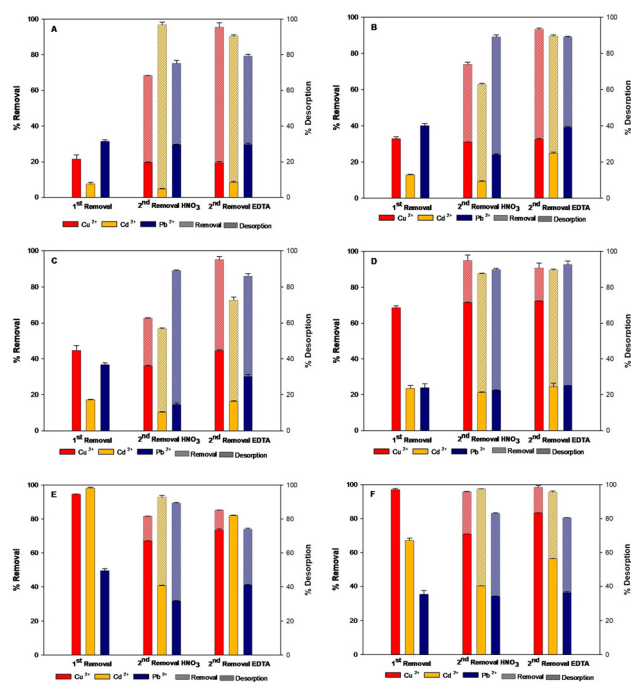 A
% Removal
100
80
60
40
20
0
100
80
60
40
20
0
% Desorption
1st Removal
2nd Removal HNO3
2nd Removal EDTA
Cu 2+ Cd 2+ Pb 2+ Removal Desorption
B
% Removal
100
80
60
40
20
0
100
80
60
40
20
0
% Desorption
1st Removal
2nd Removal HNO3
2nd Removal EDTA
Cu 2+ Cd 2+ Pb 2+ Removal Desorption
C
% Removal
100
80
60
40
20
0
100
80
60
40
20
0
% Desorption
1st Removal
2nd Removal HNO3
2nd Removal EDTA
Cu 2+ Cd 2+ Pb 2+ Removal Desorption
D
% Removal
100
80
60
40
20
0
100
80
60
40
20
0
% Desorption
1st Removal
2nd Removal HNO3
2nd Removal EDTA
Cu 2+ Cd 2+ Pb 2+ Removal Desorption
E
% Removal
100
80
60
40
20
0
100
80
60
40
20
0
% Desorption
1st Removal
2nd Removal HNO3
2nd Removal EDTA
Cu 2+ Cd 2+ Pb 2+ Removal Desorption
F
% Removal
100
80
60
40
20
0
100
80
60
40
20
0
% Desorption
1st Removal
2nd Removal HNO3
2nd Removal EDTA
Cu 2+ Cd 2+ Pb 2+ Removal Desorption